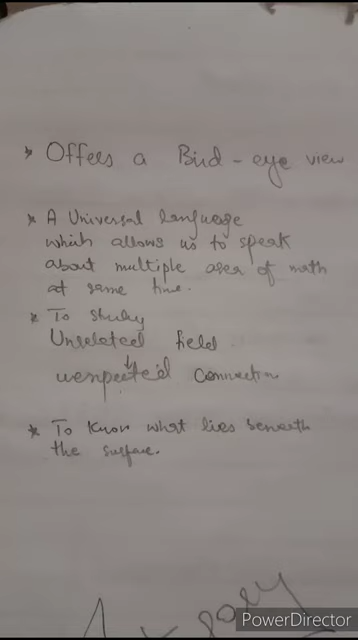 * Offers a Bird-eye view
* A Universal language
which allows us to speak
about multiple area of math
at same time.
* To study
Unrelated field
↓
unexpected connection
* To know what lies beneath
the surface.
PowerDirector